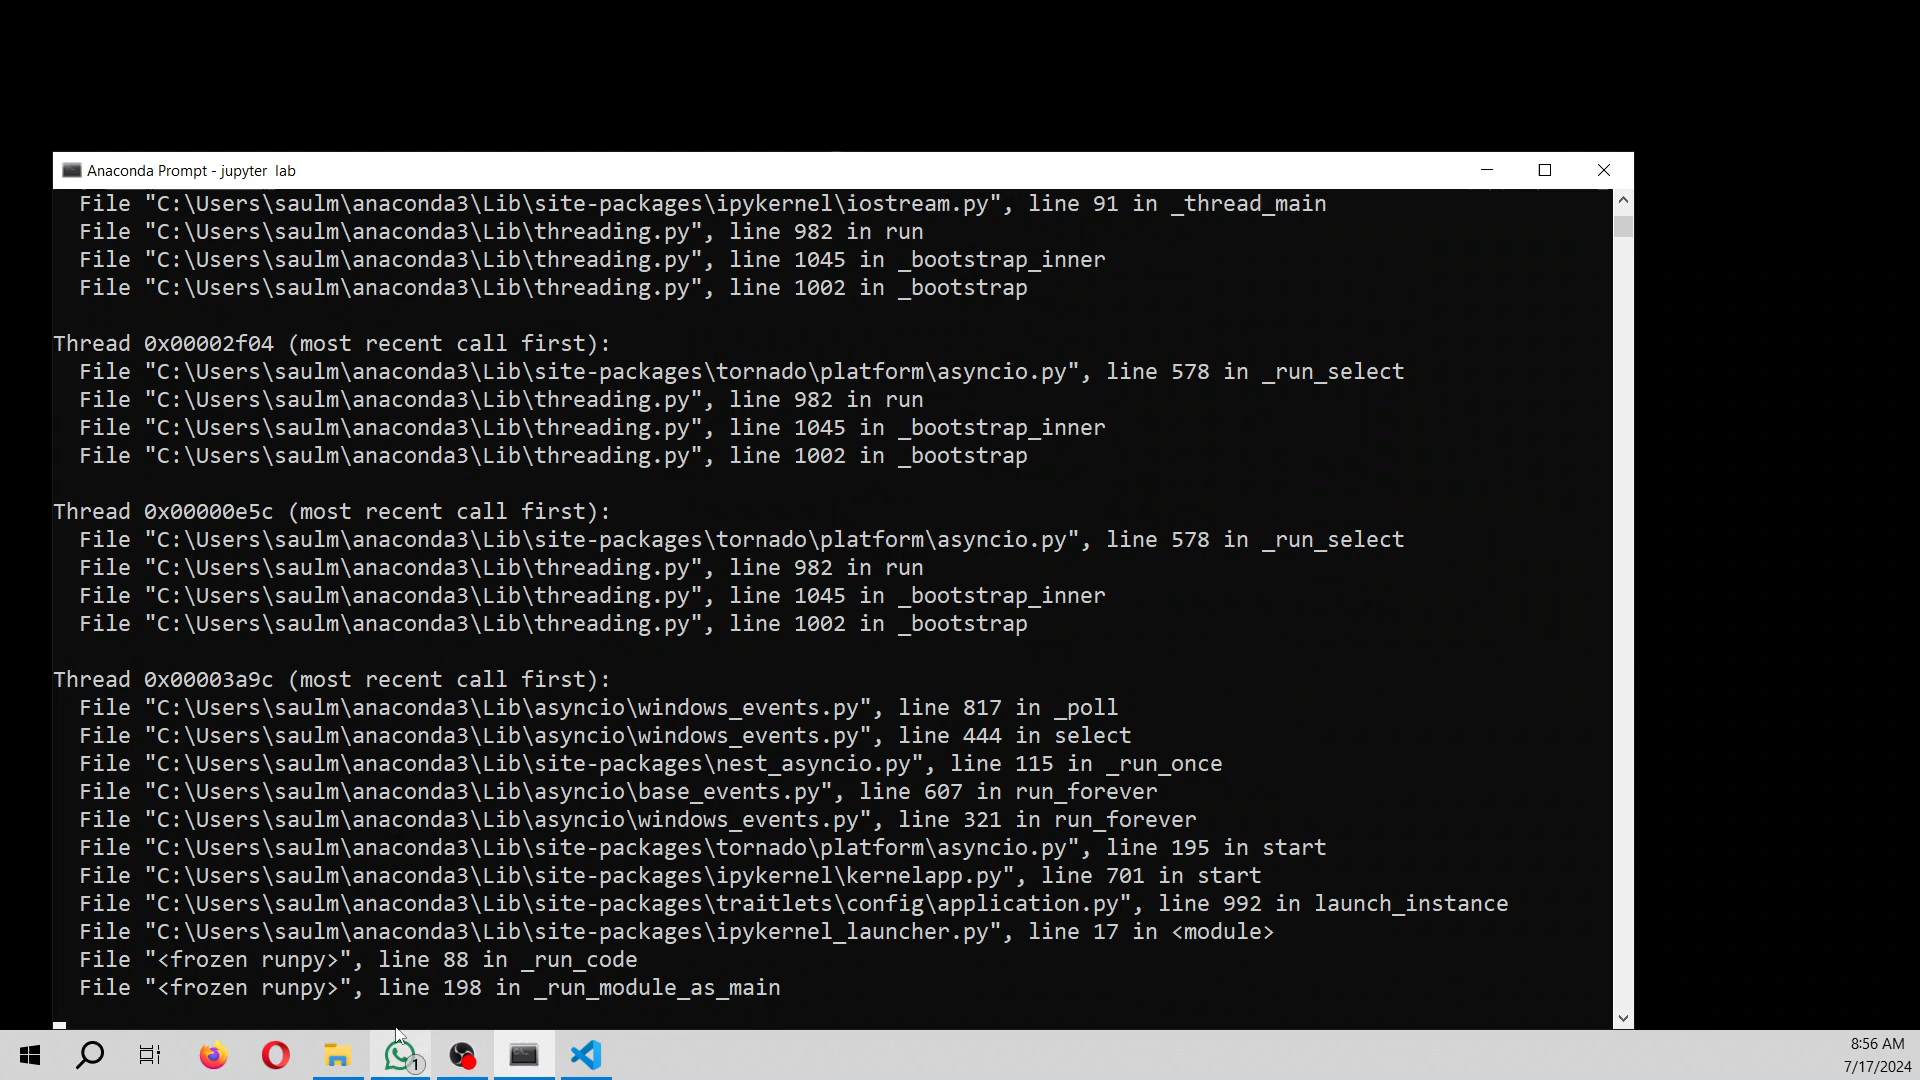 Anaconda Prompt - jupyter  lab
  File "C:\Users\saulm\anaconda3\Lib\site-packages\ipykernel\iostream.py", line 91 in _thread_main
  File "C:\Users\saulm\anaconda3\Lib\threading.py", line 982 in run
  File "C:\Users\saulm\anaconda3\Lib\threading.py", line 1045 in _bootstrap_inner
  File "C:\Users\saulm\anaconda3\Lib\threading.py", line 1002 in _bootstrap

Thread 0x00002f04 (most recent call first):
  File "C:\Users\saulm\anaconda3\Lib\site-packages\tornado\platform\asyncio.py", line 578 in _run_select
  File "C:\Users\saulm\anaconda3\Lib\threading.py", line 982 in run
  File "C:\Users\saulm\anaconda3\Lib\threading.py", line 1045 in _bootstrap_inner
  File "C:\Users\saulm\anaconda3\Lib\threading.py", line 1002 in _bootstrap

Thread 0x00000e5c (most recent call first):
  File "C:\Users\saulm\anaconda3\Lib\site-packages\tornado\platform\asyncio.py", line 578 in _run_select
  File "C:\Users\saulm\anaconda3\Lib\threading.py", line 982 in run
  File "C:\Users\saulm\anaconda3\Lib\threading.py", line 1045 in _bootstrap_inner
  File "C:\Users\saulm\anaconda3\Lib\threading.py", line 1002 in _bootstrap

Thread 0x00003a9c (most recent call first):
  File "C:\Users\saulm\anaconda3\Lib\asyncio\windows_events.py", line 817 in _poll
  File "C:\Users\saulm\anaconda3\Lib\asyncio\windows_events.py", line 444 in select
  File "C:\Users\saulm\anaconda3\Lib\site-packages\nest_asyncio.py", line 115 in _run_once
  File "C:\Users\saulm\anaconda3\Lib\asyncio\base_events.py", line 607 in run_forever
  File "C:\Users\saulm\anaconda3\Lib\asyncio\windows_events.py", line 321 in run_forever
  File "C:\Users\saulm\anaconda3\Lib\site-packages\tornado\platform\asyncio.py", line 195 in start
  File "C:\Users\saulm\anaconda3\Lib\site-packages\ipykernel\kernelapp.py", line 701 in start
  File "C:\Users\saulm\anaconda3\Lib\site-packages\traitlets\config\application.py", line 992 in launch_instance
  File "C:\Users\saulm\anaconda3\Lib\site-packages\ipykernel_launcher.py", line 17 in <module>
  File "<frozen runpy>", line 88 in _run_code
  File "<frozen runpy>", line 198 in _run_module_as_main
1
8:56 AM
7/17/2024